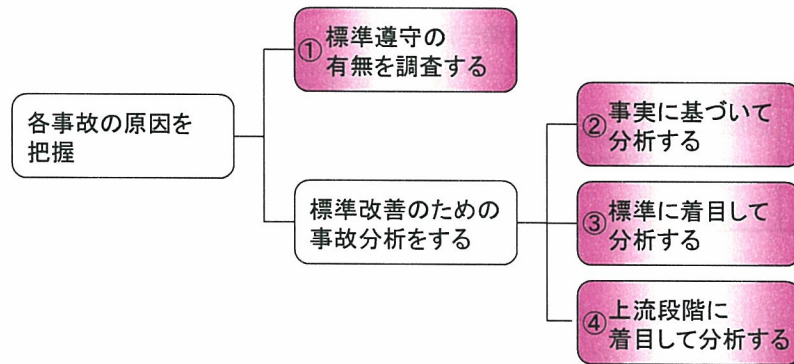 ①標準遵守の
有無を調査する
各事故の原因を
把握
②事実に基づいて
分析する
標準改善のための
事故分析をする
③標準に着目して
分析する
④上流段階に
着目して分析する